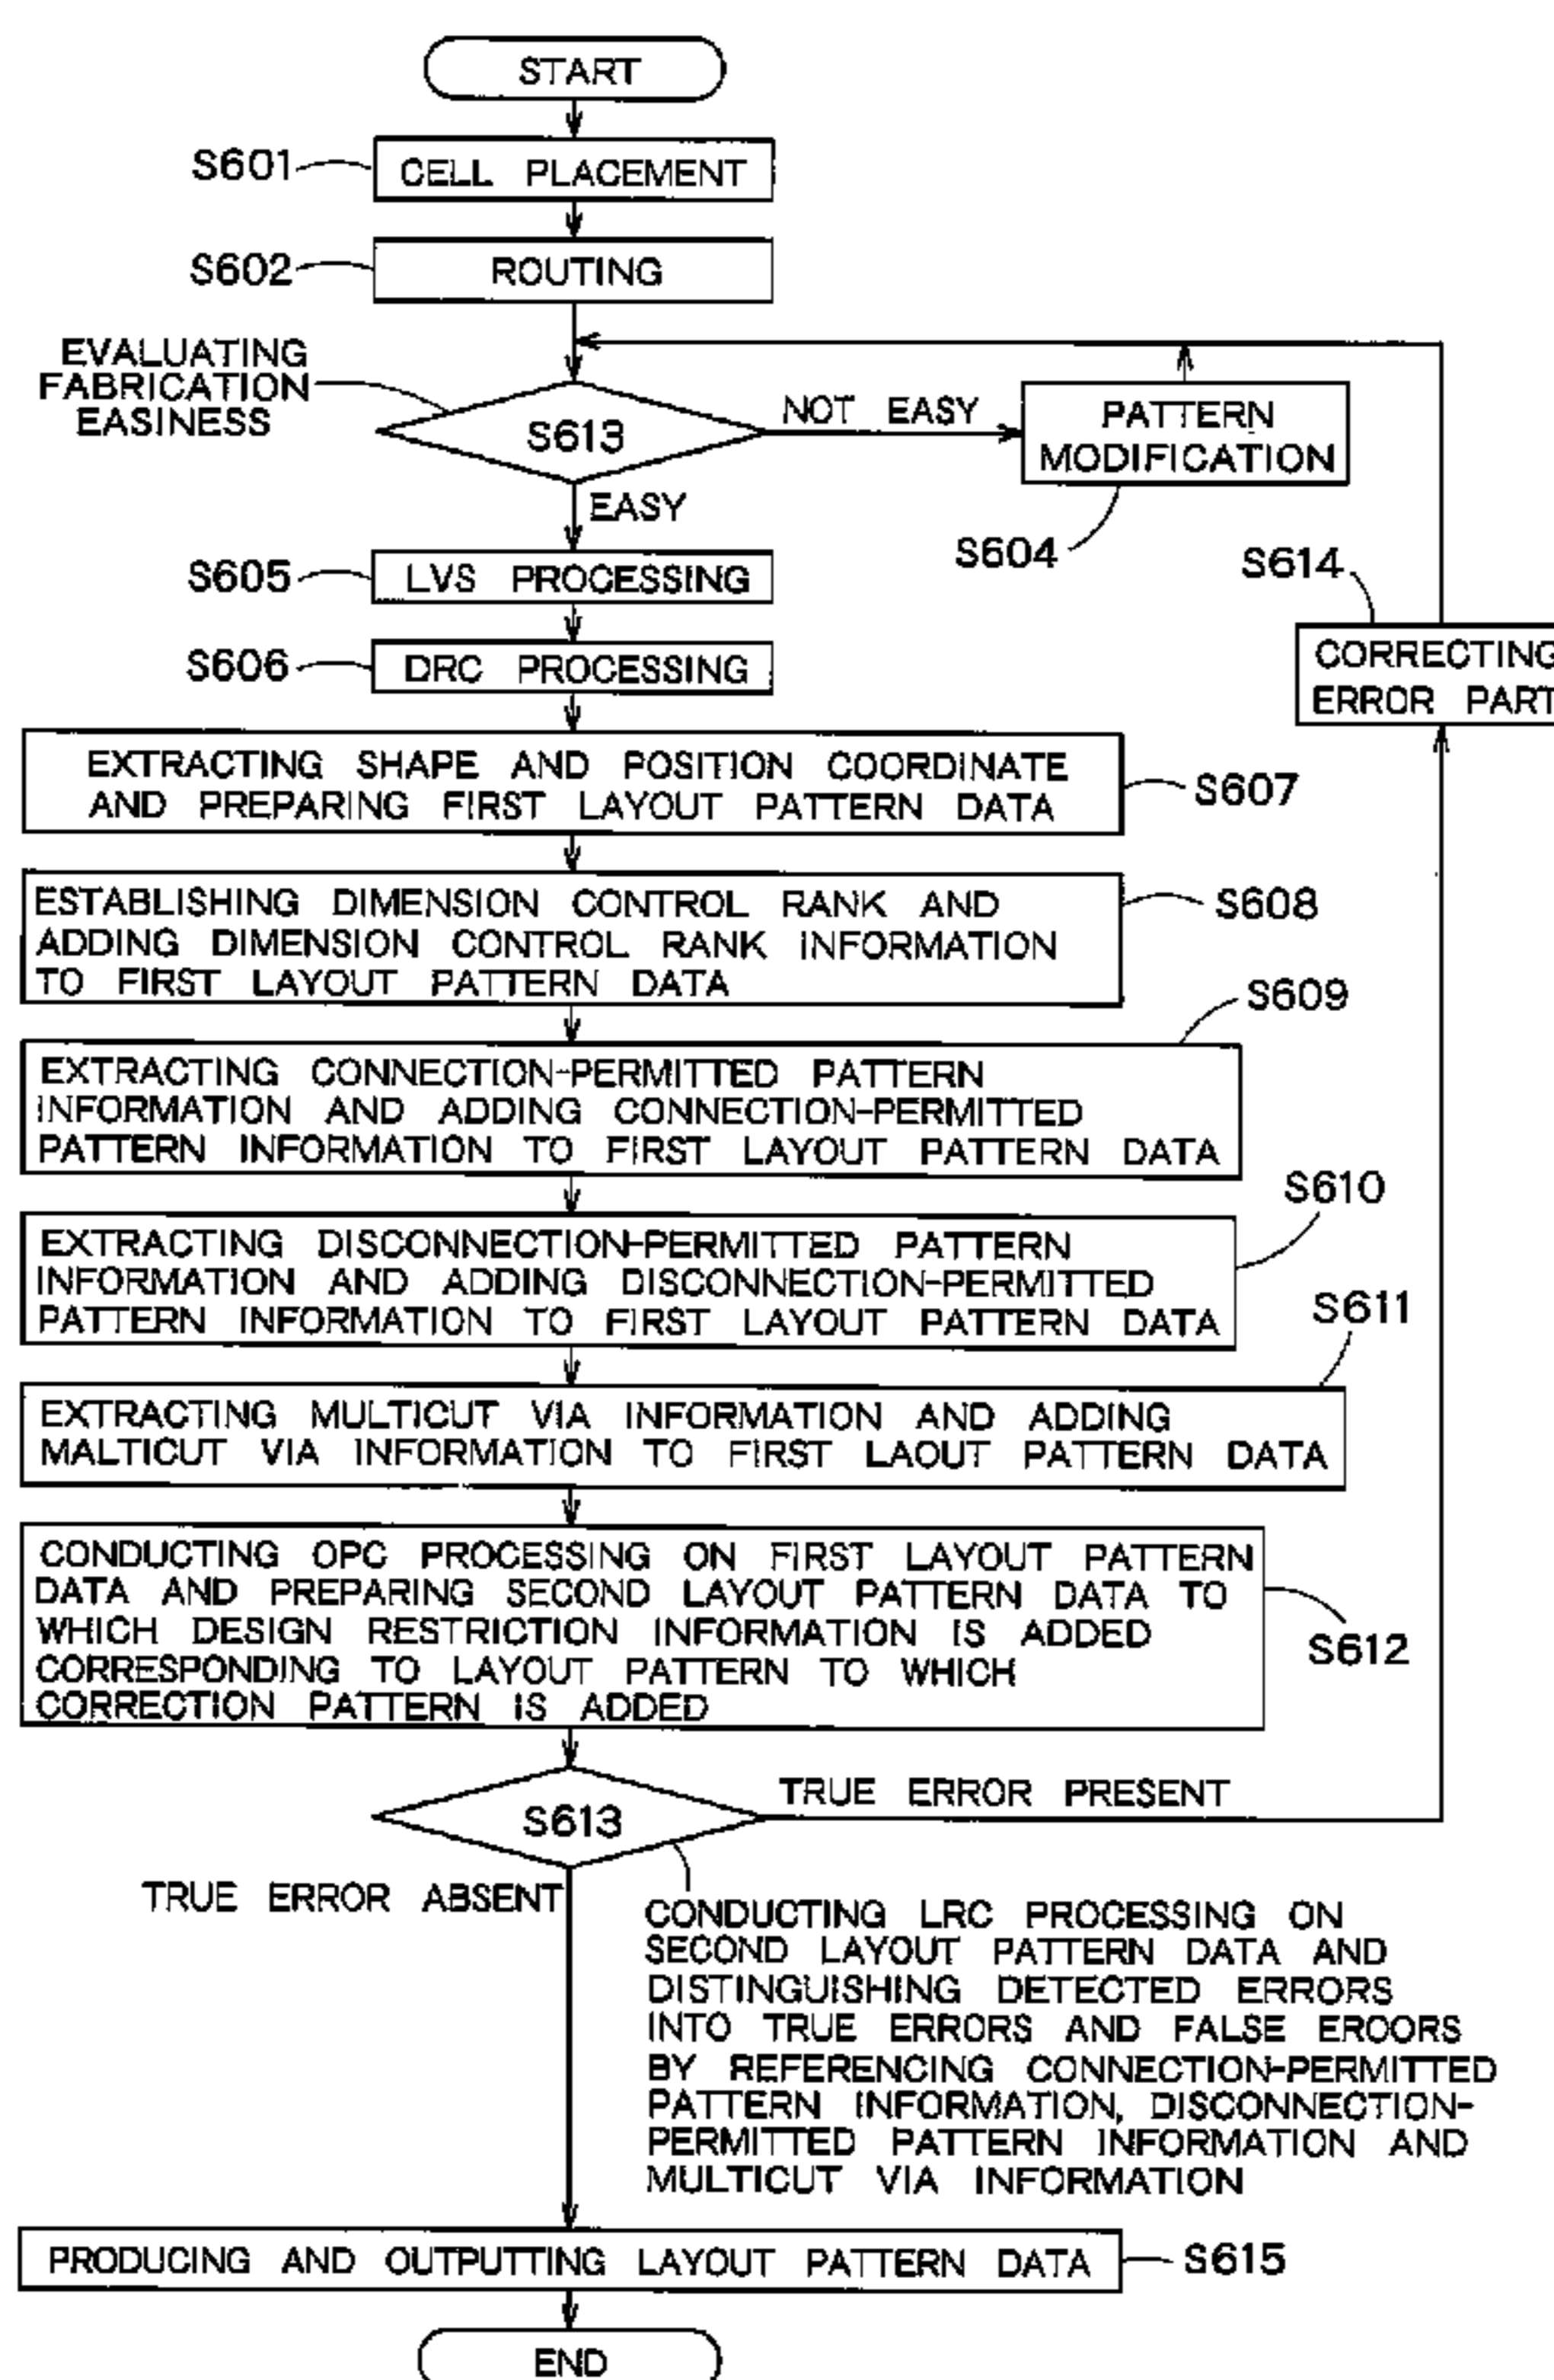 START
S601
CELL PLACEMENT
S602
ROUTING
EVALUATING
FABRICATION
EASINESS
S613
NOT EASY
PATTERN
MODIFICATION
S604
EASY
S605
LVS PROCESSING
S614
S606
DRC PROCESSING
CORRECTING
ERROR PART
EXTRACTING SHAPE AND POSITION COORDINATE
AND PREPARING FIRST LAYOUT PATTERN DATA
S607
ESTABLISHING DIMENSION CONTROL RANK AND
ADDING DIMENSION CONTROL RANK INFORMATION
TO FIRST LAYOUT PATTERN DATA
S608
S609
EXTRACTING CONNECTION-PERMITTED PATTERN
INFORMATION AND ADDING CONNECTION-PERMITTED
PATTERN INFORMATION TO FIRST LAYOUT PATTERN DATA
S610
EXTRACTING DISCONNECTION-PERMITTED PATTERN
INFORMATION AND ADDING DISCONNECTION-PERMITTED
PATTERN INFORMATION TO FIRST LAYOUT PATTERN DATA
S611
EXTRACTING MULTICUT VIA INFORMATION AND ADDING
MALTICUT VIA INFORMATION TO FIRST LAOUT PATTERN DATA
CONDUCTING OPC PROCESSING ON FIRST LAYOUT PATTERN
DATA AND PREPARING SECOND LAYOUT PATTERN DATA TO
WHICH DESIGN RESTRICTION INFORMATION IS ADDED
CORRESPONDING TO LAYOUT PATTERN TO WHICH
CORRECTION PATTERN IS ADDED
S612
S613
TRUE ERROR PRESENT
TRUE ERROR ABSENT
CONDUCTING LRC PROCESSING ON
SECOND LAYOUT PATTERN DATA AND
DISTINGUISHING DETECTED ERRORS
INTO TRUE ERRORS AND FALSE EROORS
BY REFERENCING CONNECTION-PERMITTED
PATTERN INFORMATION, DISCONNECTION-
PERMITTED PATTERN INFORMATION AND
MULTICUT VIA INFORMATION
PRODUCING AND OUTPUTTING LAYOUT PATTERN DATA
S615
END